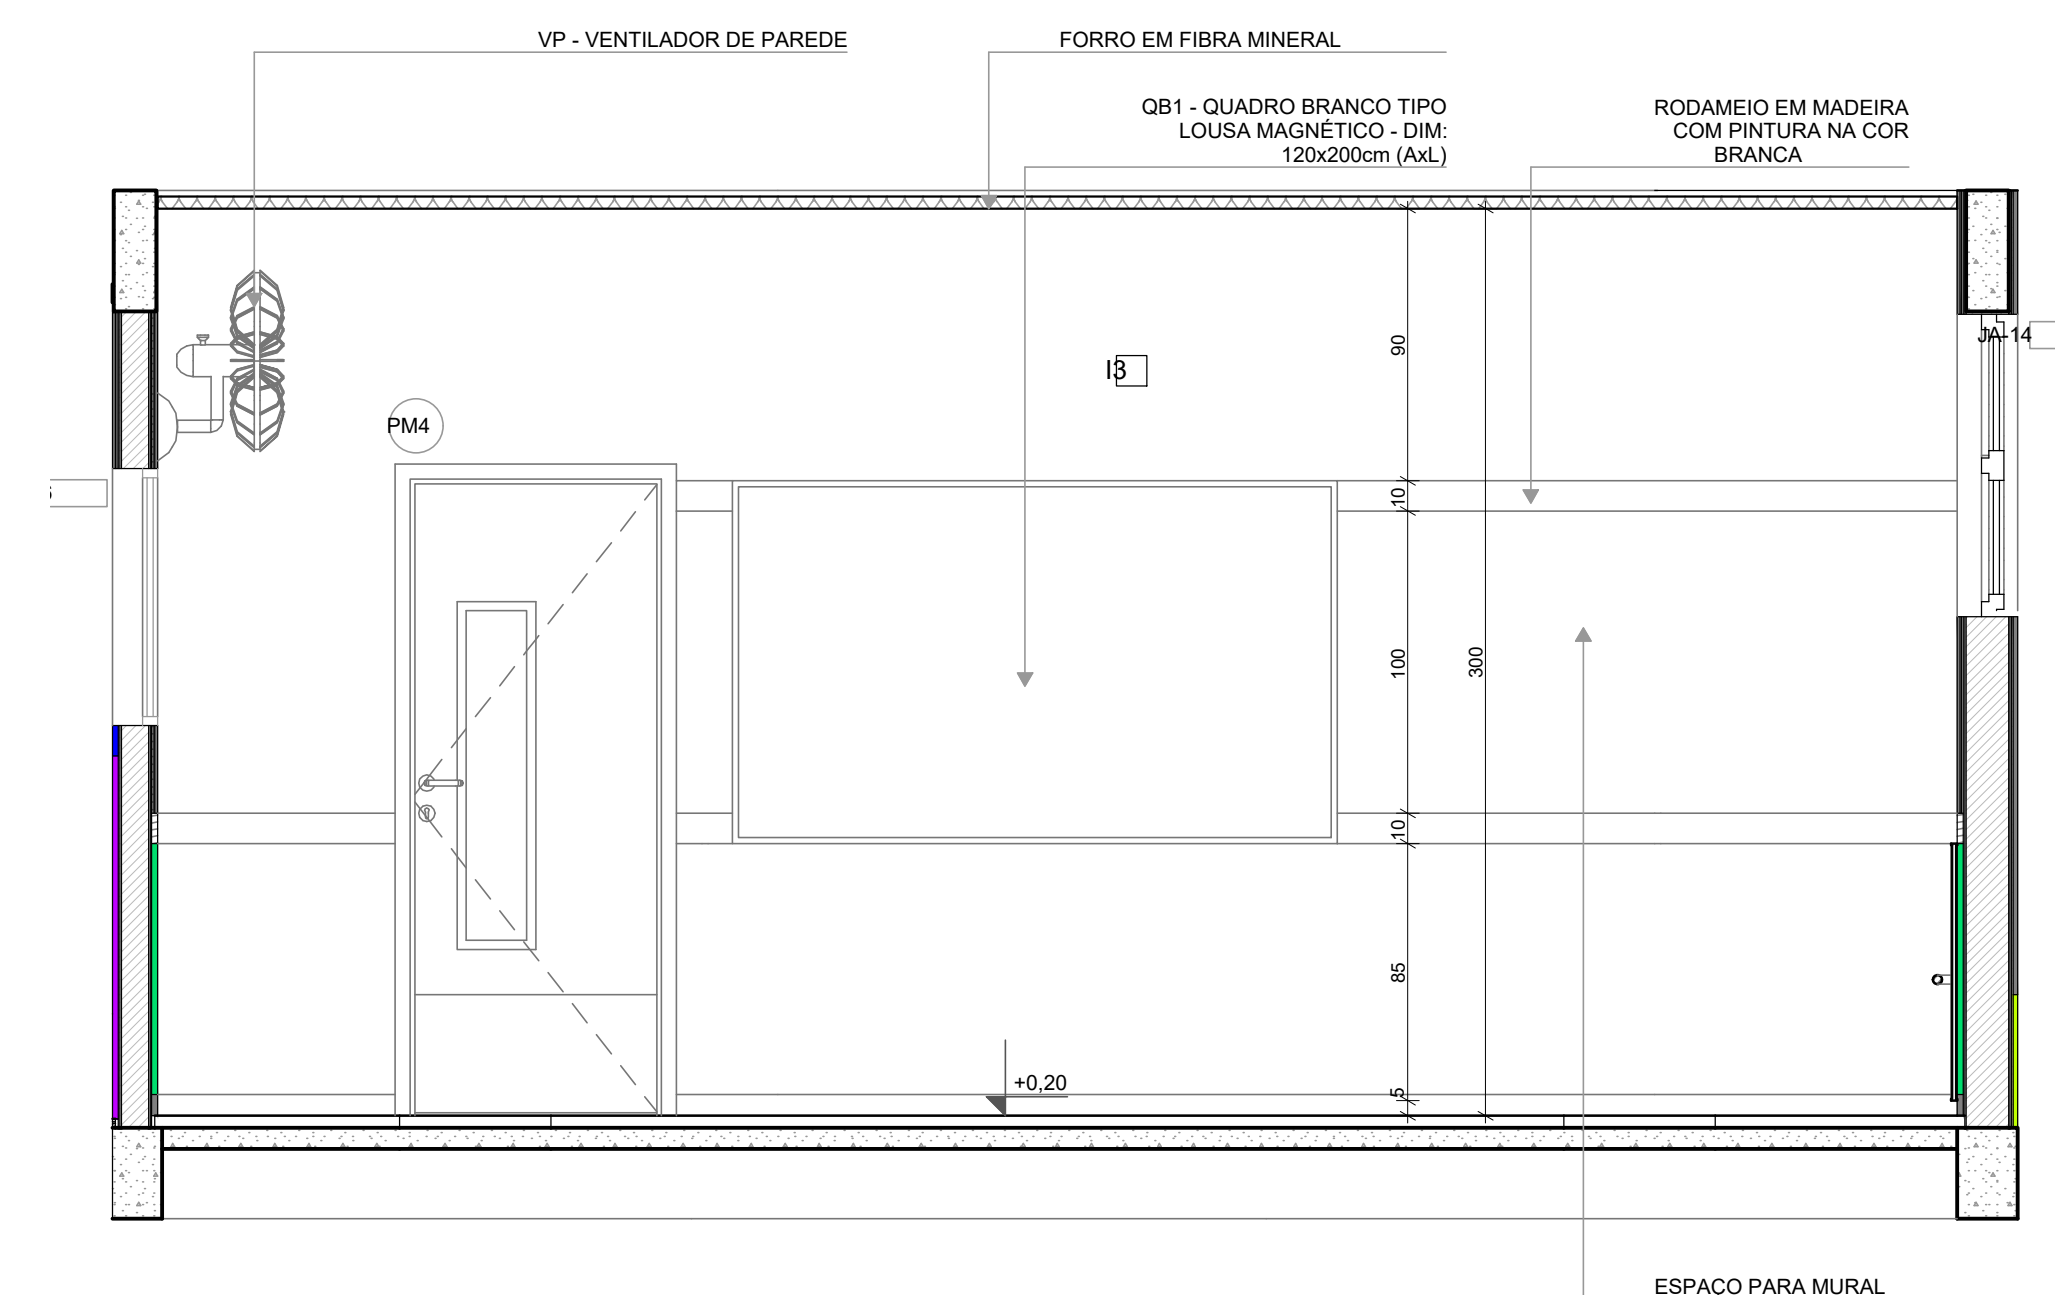 VP - VENTILADOR DE PAREDE
FORRO EM FIBRA MINERAL
QB1 - QUADRO BRANCO TIPO
LOUSA MAGNÉTICO - DIM:
120x200cm (AxL)
RODAMEIO EM MADEIRA
COM PINTURA NA COR
BRANCA
JA-14
90
I3
PM4
10
100
300
10
85
+0,20
5
ESPAÇO PARA MURAL